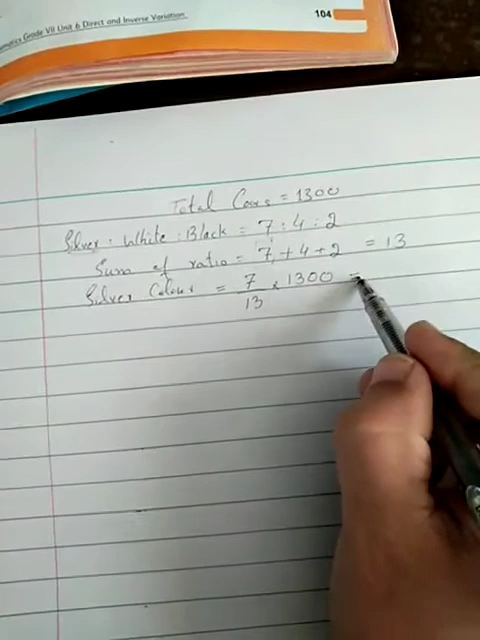 Mathematics Grade VII Unit 6 Direct and Inverse Variation
104
Total Cars = 1300
Silver : White : Black = 7 : 4 : 2
Sum of ratio = 7 + 4 + 2 = 13
Silver Colour = 7/13 x 1300 =